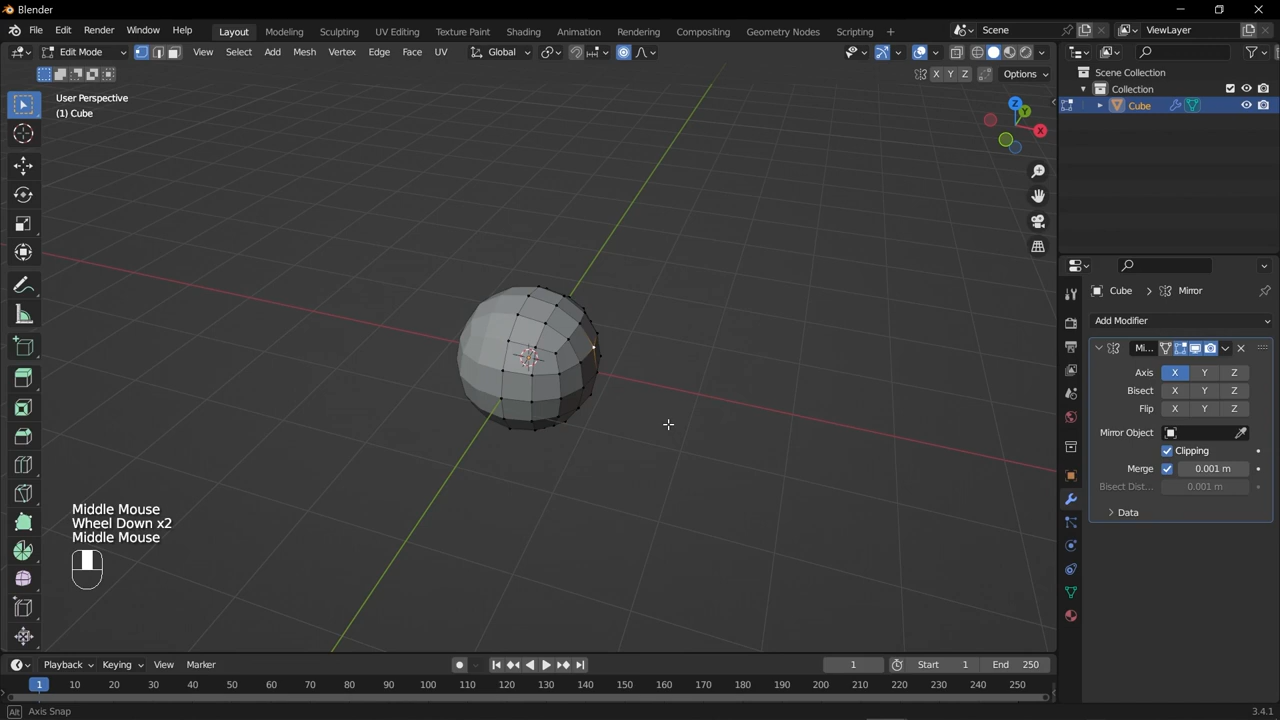 Blender
File Edit Render Window Help Layout Modeling Sculpting UV Editing Texture Paint Shading Animation Rendering Compositing Geometry Nodes Scripting + Scene ViewLayer
Edit Mode View Select Add Mesh Vertex Edge Face UV Global
X Y Z Options
User Perspective
(1) Cube
Z
Y
X
Scene Collection
Collection
Cube
Cube > Mirror
Add Modifier
Mi...
Axis X Y Z
Bisect X Y Z
Flip X Y Z
Mirror Object
Clipping
Merge 0.001 m
Bisect Dist... 0.001 m
Data
Middle Mouse
Wheel Down x2
Middle Mouse
Playback Keying View Marker 1 Start 1 End 250
1 10 20 30 40 50 60 70 80 90 100 110 120 130 140 150 160 170 180 190 200 210 220 230 240 250
Alt Axis Snap 3.4.1